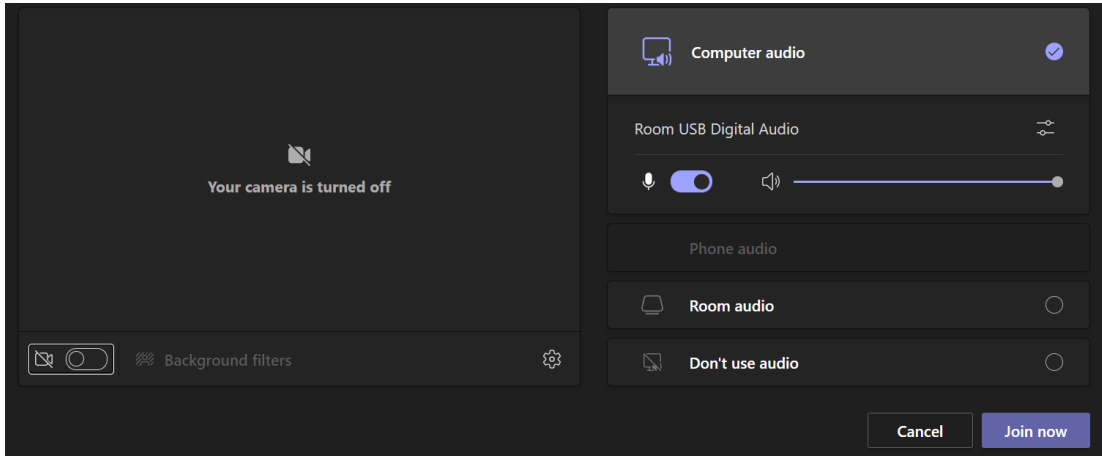 Your camera is turned off
Background filters
Computer audio
Room USB Digital Audio
Phone audio
Room audio
Don't use audio
Cancel
Join now